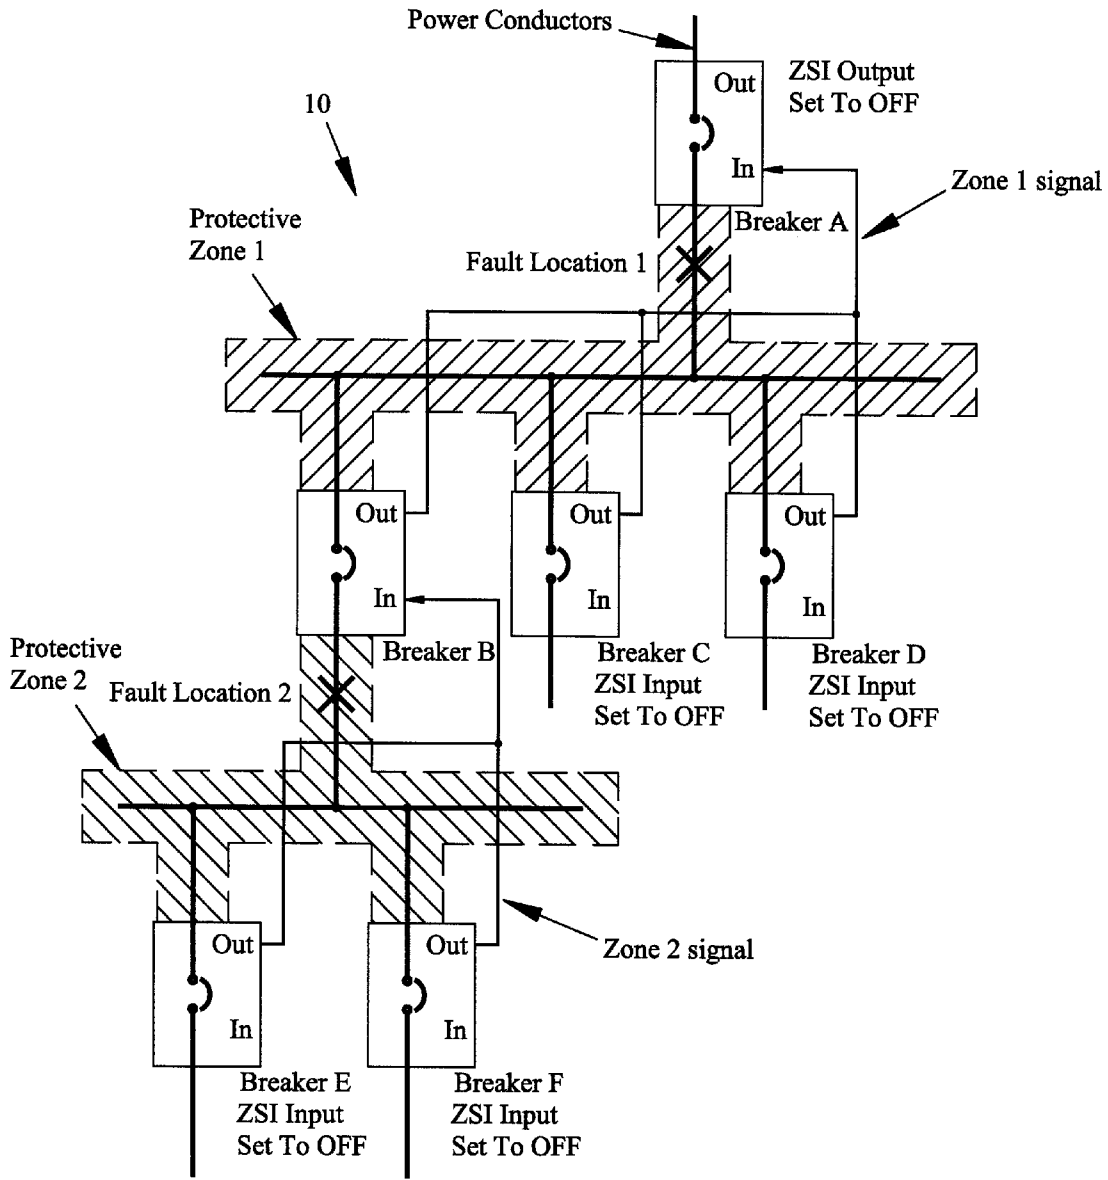 Power Conductors
Out
ZSI Output
Set To OFF
10
In
Zone 1 signal
Protective
Zone 1
Breaker A
Fault Location 1
Out
Out
Out
In
In
In
Protective
Zone 2
Breaker B
Breaker C
ZSI Input
Set To OFF
Breaker D
ZSI Input
Set To OFF
Fault Location 2
Out
Out
Zone 2 signal
In
In
Breaker E
ZSI Input
Set To OFF
Breaker F
ZSI Input
Set To OFF